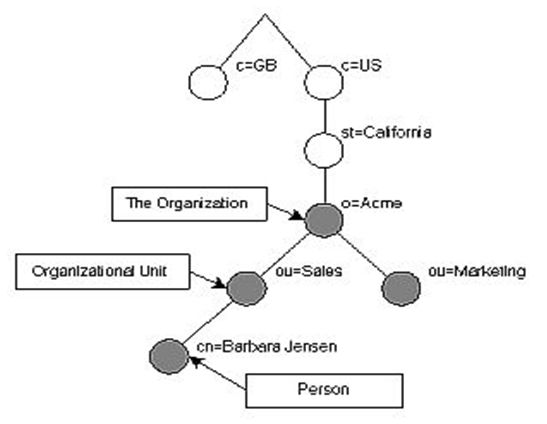 c=GB
c=US
st=California
The Organization
o=Acme
Organizational Unit
ou=Sales
ou=Marketing
cn=Barbara Jensen
Person